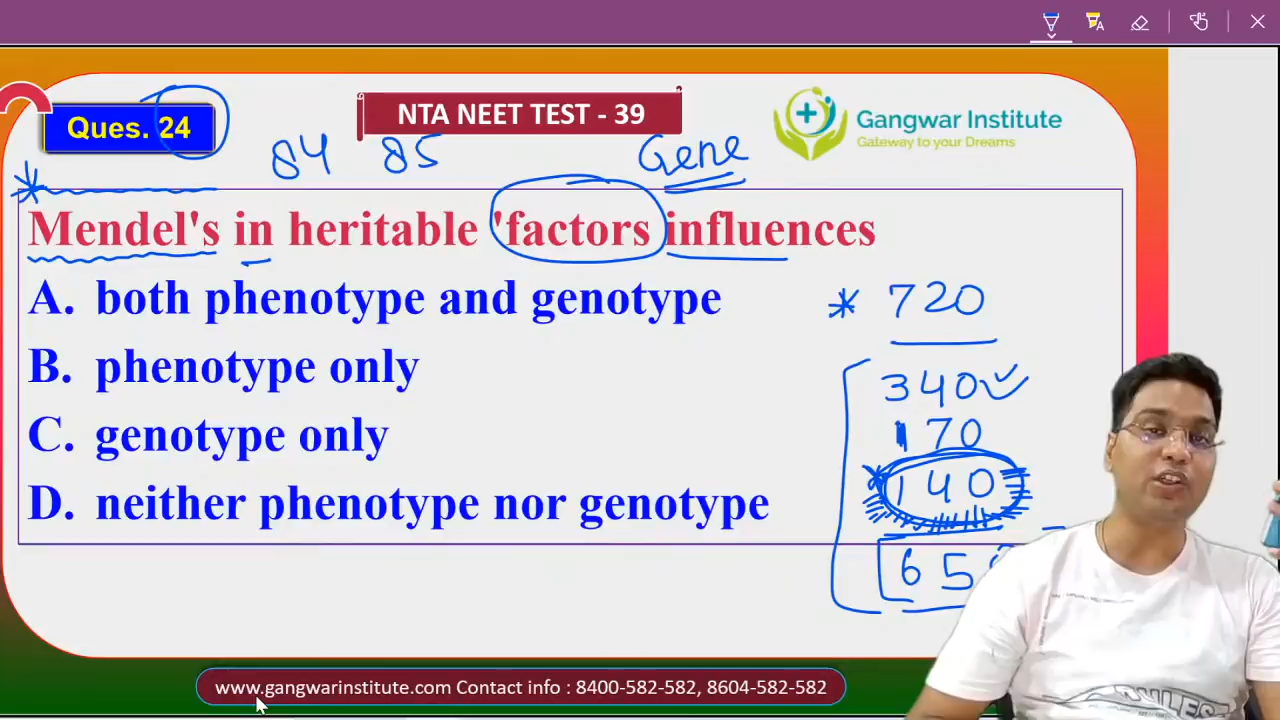 Ques. 24
NTA NEET TEST - 39
Gangwar Institute
Gateway to your Dreams
84 85 Gene
Mendel's in heritable 'factors influences
A. both phenotype and genotype
B. phenotype only
C. genotype only
D. neither phenotype nor genotype
* 720
340
170
140
www.gangwarinstitute.com Contact info : 8400-582-582, 8604-582-582